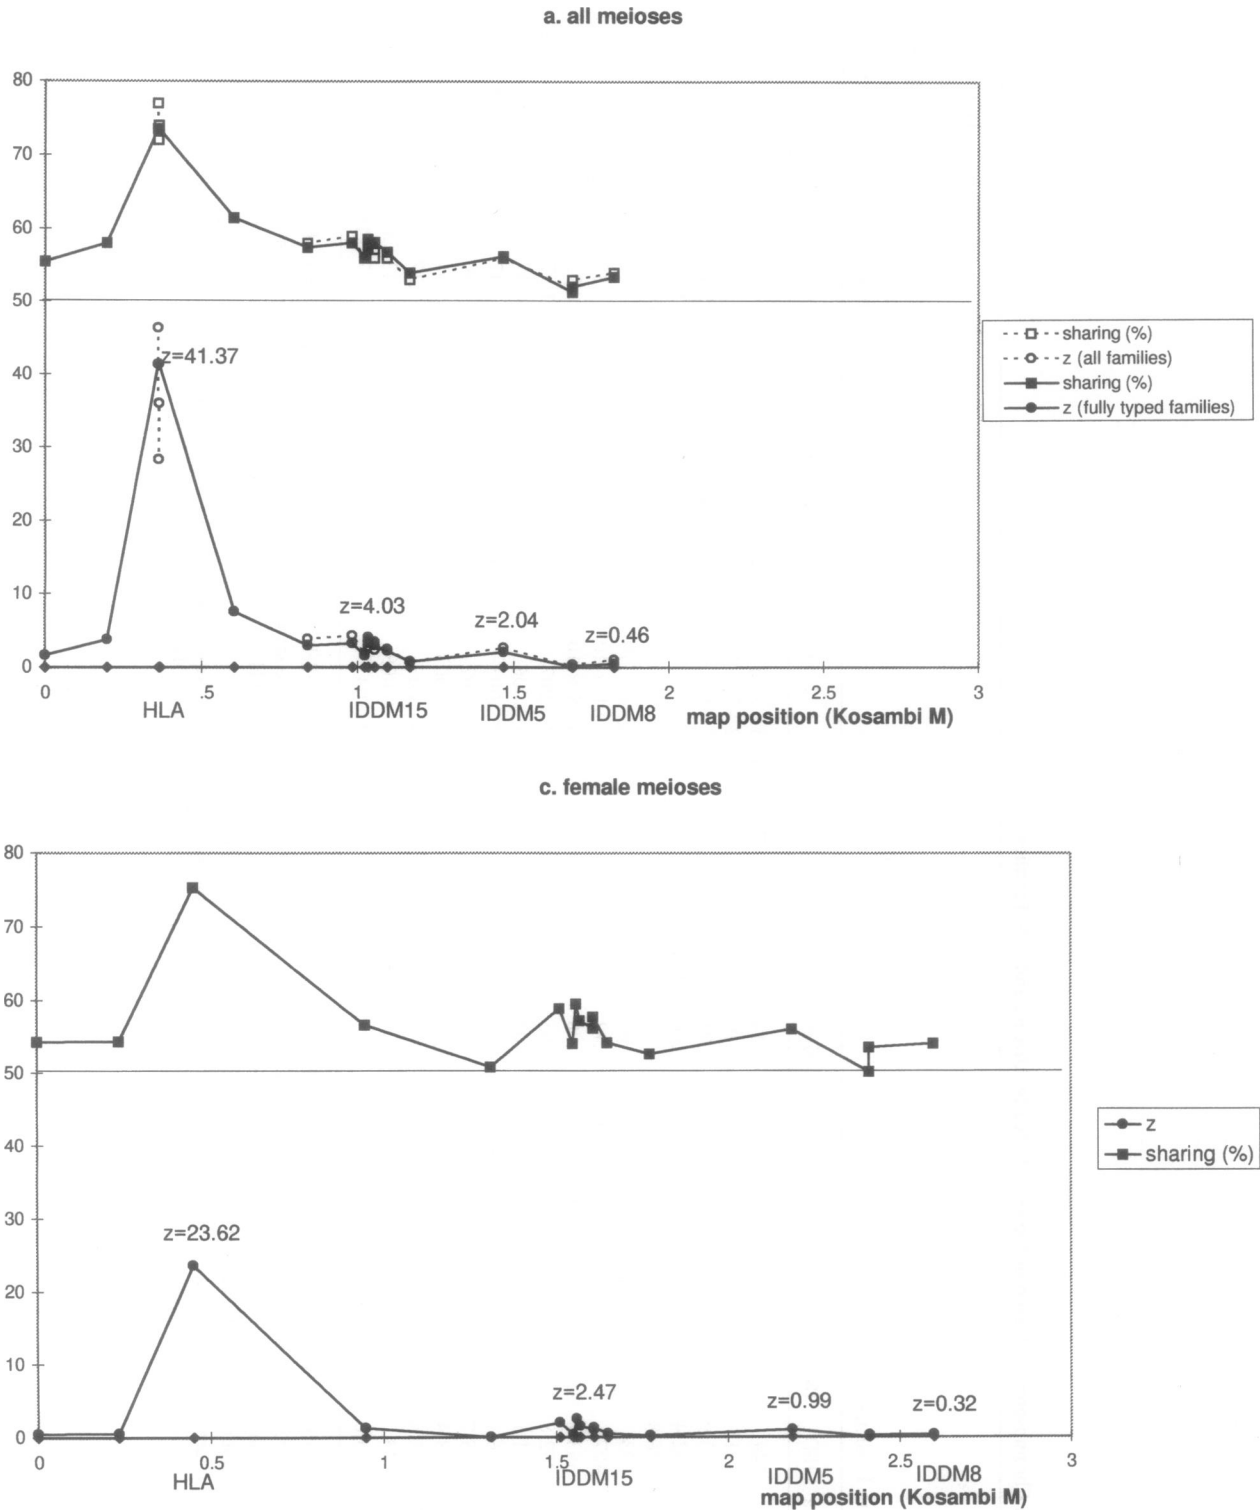 a. all meioses
80
70
60
50
40
30
20
10
0
z=41.37
z=4.03
z=2.04
z=0.46
0 .5 1 1.5 2 2.5 3
HLA IDDM15 IDDM5 IDDM8 map position (Kosambi M)
sharing (%)
z (all families)
sharing (%)
z (fully typed families)
c. female meioses
80
70
60
50
40
30
20
10
0
z=23.62
z=2.47
z=0.99
z=0.32
0 0.5 1 1.5 2 2.5 3
HLA IDDM15 IDDM5 IDDM8
map position (Kosambi M)
z
sharing (%)